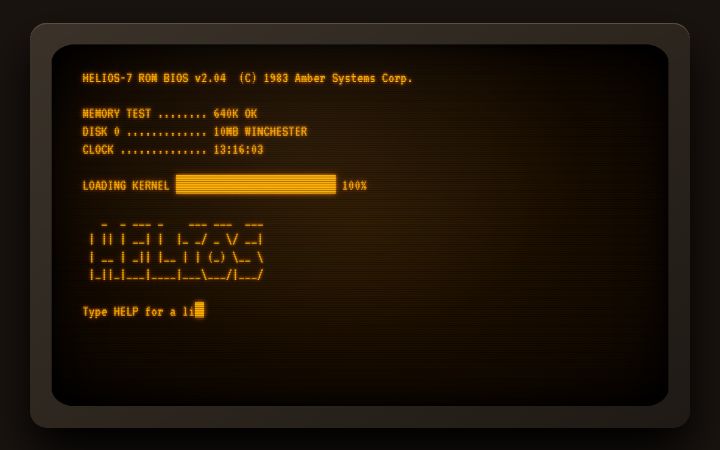 HELIOS-7 ROM BIOS v2.04  (C) 1983 Amber Systems Corp.
MEMORY TEST ........ 640K OK
DISK 0 ............. 10MB WINCHESTER
CLOCK .............. 13:16:03
LOADING KERNEL 100%
HELIOS
Type HELP for a li